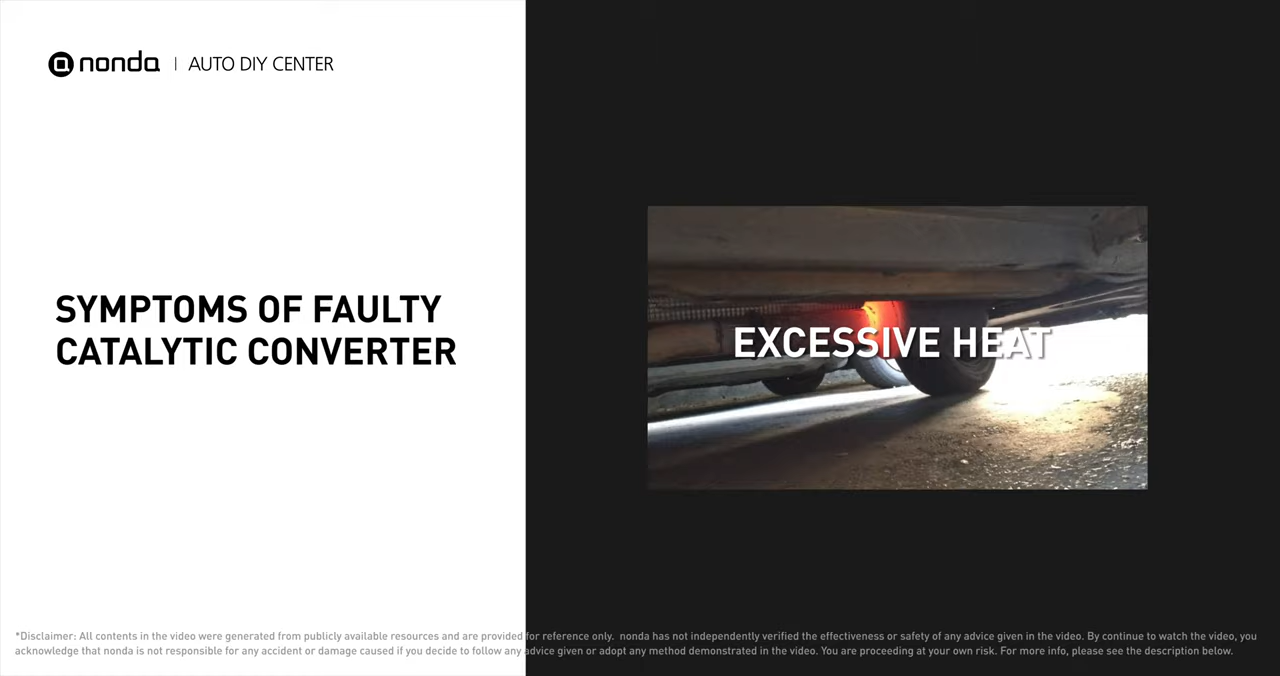 nonda | AUTO DIY CENTER
SYMPTOMS OF FAULTY
CATALYTIC CONVERTER
EXCESSIVE HEAT
*Disclaimer: All contents in the video were generated from publicly available resources and are provided for reference only. nonda has not independently verified the effectiveness or safety of any advice given in the video. By continue to watch the video, you
acknowledge that nonda is not responsible for any accident or damage caused if you decide to follow any advice given or adopt any method demonstrated in the video. You are proceeding at your own risk. For more info, please see the description below.